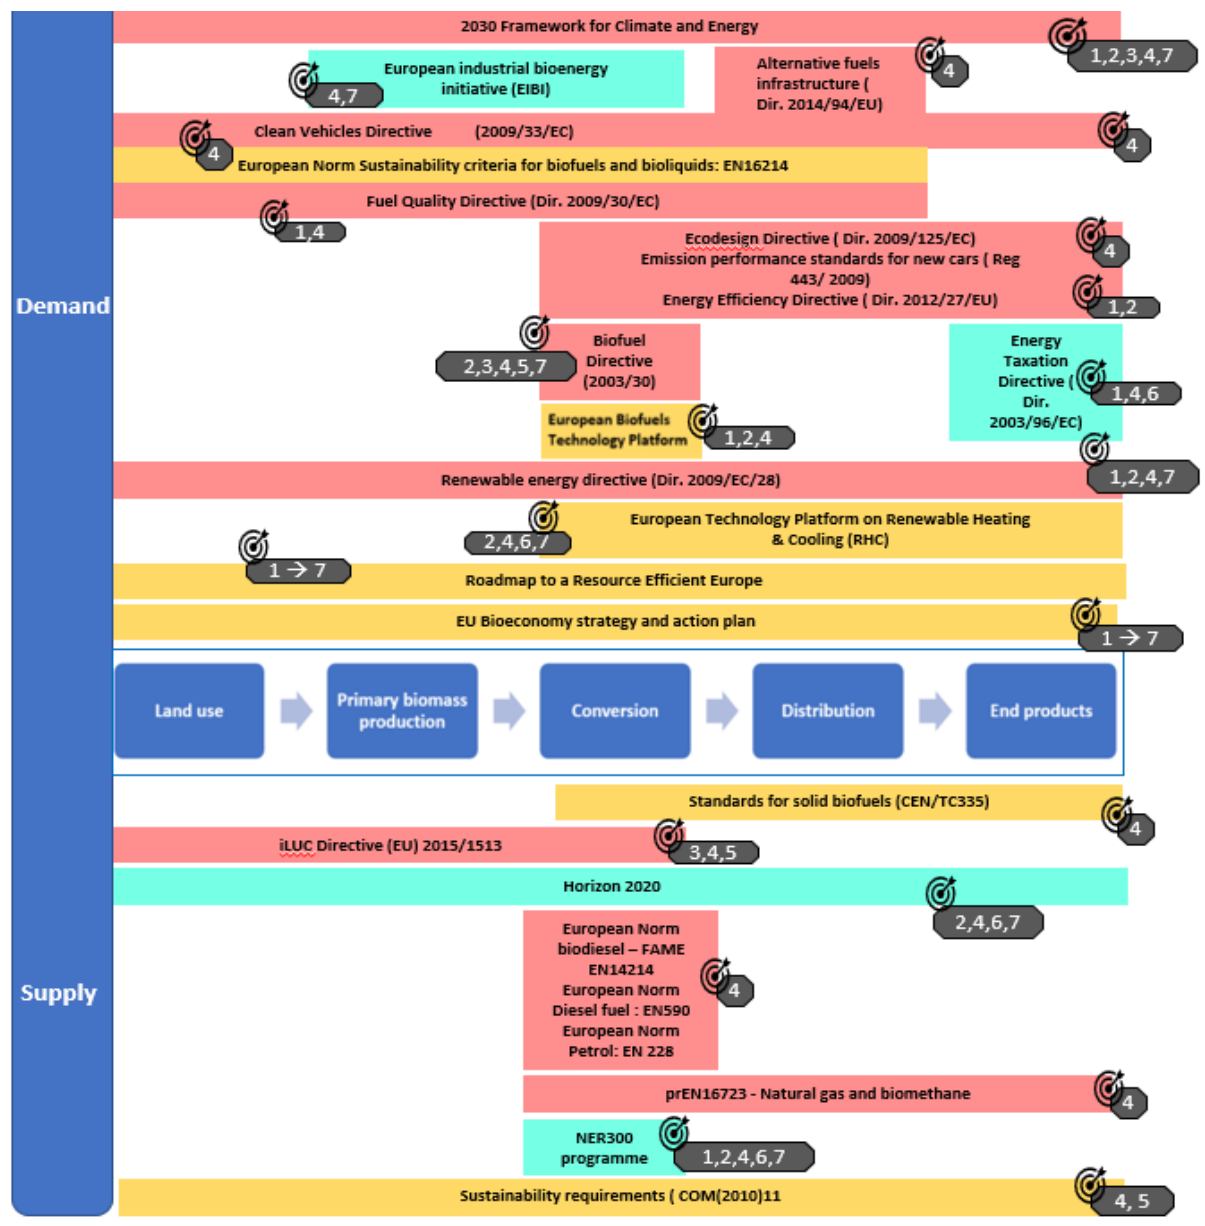 2030 Framework for Climate and Energy
1,2,3,4,7
European industrial bioenergy
initiative (EIBI)
4,7
Alternative fuels
infrastructure (
Dir. 2014/94/EU)
4
Clean Vehicles Directive (2009/33/EC)
4
4
European Norm Sustainability criteria for biofuels and bioliquids: EN16214
Fuel Quality Directive (Dir. 2009/30/EC)
1,4
Ecodesign Directive ( Dir. 2009/125/EC)
Emission performance standards for new cars ( Reg
443/ 2009)
Energy Efficiency Directive ( Dir. 2012/27/EU)
4
1,2
Demand
Biofuel
Directive
(2003/30)
2,3,4,5,7
Energy
Taxation
Directive (
Dir.
2003/96/EC)
1,4,6
European Biofuels
Technology Platform
1,2,4
Renewable energy directive (Dir. 2009/EC/28)
1,2,4,7
European Technology Platform on Renewable Heating
& Cooling (RHC)
2,4,6,7
1 → 7
Roadmap to a Resource Efficient Europe
EU Bioeconomy strategy and action plan
1 → 7
Land use
Primary biomass
production
Conversion
Distribution
End products
Standards for solid biofuels (CEN/TC335)
4
iLUC Directive (EU) 2015/1513
3,4,5
Horizon 2020
2,4,6,7
European Norm
biodiesel – FAME
EN14214
European Norm
Diesel fuel : EN590
European Norm
Petrol: EN 228
4
Supply
prEN16723 - Natural gas and biomethane
4
NER300
programme
1,2,4,6,7
Sustainability requirements ( COM(2010)11
4, 5